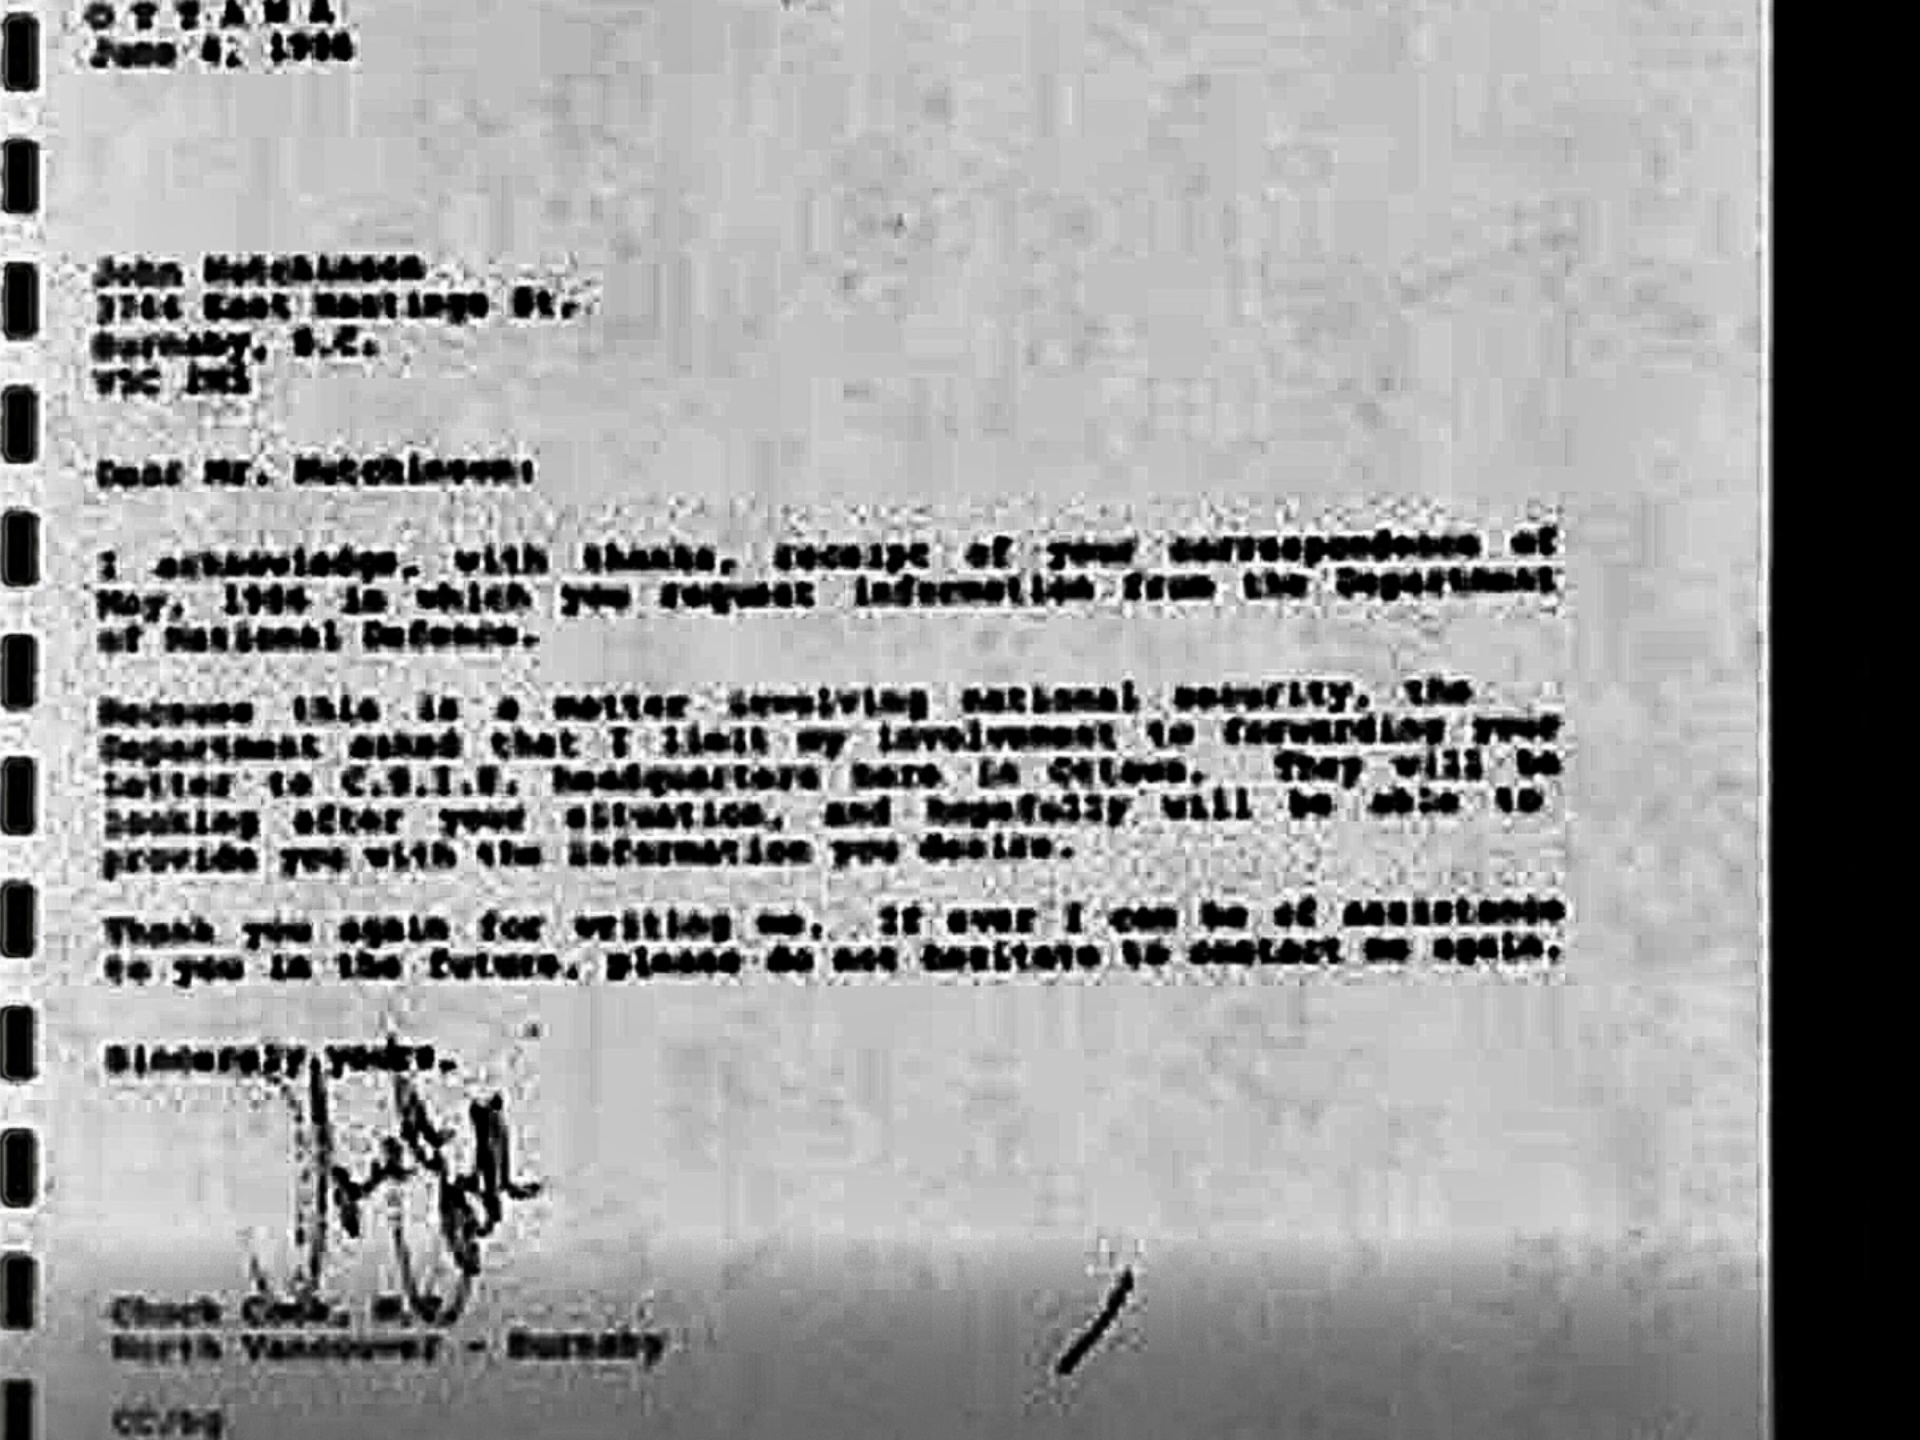 OTTAWA
June 4, 1986
John Hutchinson
East Hastings St.
Burnaby, B.C.
V5C
Dear Mr. Hutchinson:
I acknowledge, with thanks, receipt of your correspondence of
May, 1986 in which you request information from the Department
of National Defence.
Because this is a matter involving national security, the
Department asked that I limit my involvement to forwarding your
letter to C.S.I.S. headquarters here in Ottawa. They will be
looking after your situation, and hopefully will be able to
provide you with the information you desire.
Thank you again for writing me. If ever I can be of assistance
to you in the future, please do not hesitate to contact me again.
Sincerely yours,
Chuck Cook, M.P.
North Vancouver - Burnaby